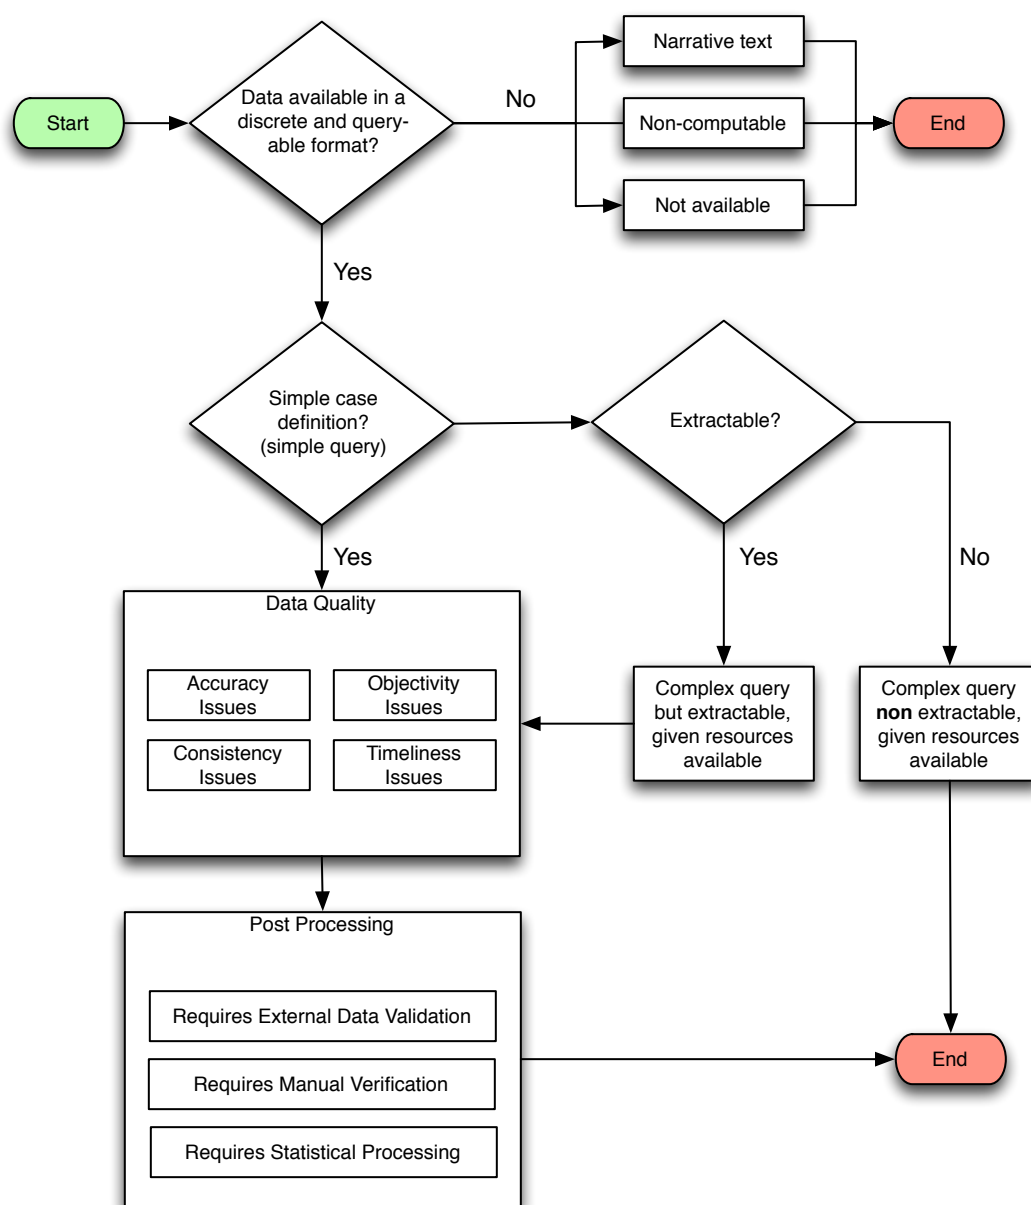 Start
Data available in a
discrete and query-
able format?
No
Narrative text
Non-computable
Not available
End
Yes
Simple case
definition?
(simple query)
Extractable?
Yes
Yes
No
Data Quality
Accuracy
Issues
Objectivity
Issues
Consistency
Issues
Timeliness
Issues
Complex query
but extractable,
given resources
available
Complex query
non extractable,
given resources
available
Post Processing
Requires External Data Validation
Requires Manual Verification
Requires Statistical Processing
End